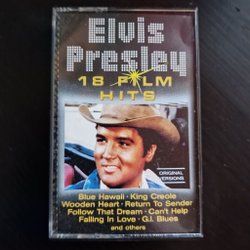 Elvis
Presley
18 FILM
HITS
ORIGINAL
VERSIONS
Blue Hawaii · King Creole
Wooden Heart · Return To Sender
Follow That Dream · Can't Help
Falling In Love · G.I. Blues
and others